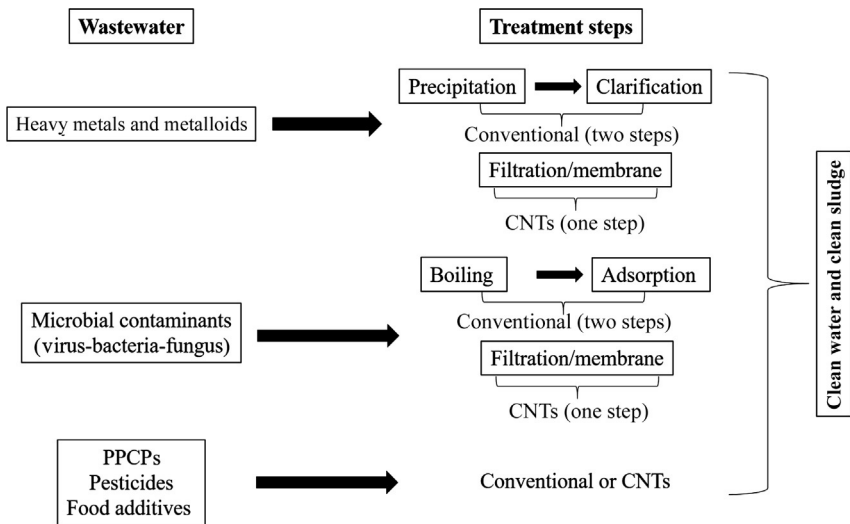 Wastewater
Treatment steps
Heavy metals and metalloids
Precipitation
Clarification
Conventional (two steps)
Filtration/membrane
CNTs (one step)
Microbial contaminants
(virus-bacteria-fungus)
Boiling
Adsorption
Conventional (two steps)
Filtration/membrane
CNTs (one step)
PPCPs
Pesticides
Food additives
Conventional or CNTs
Clean water and clean sludge